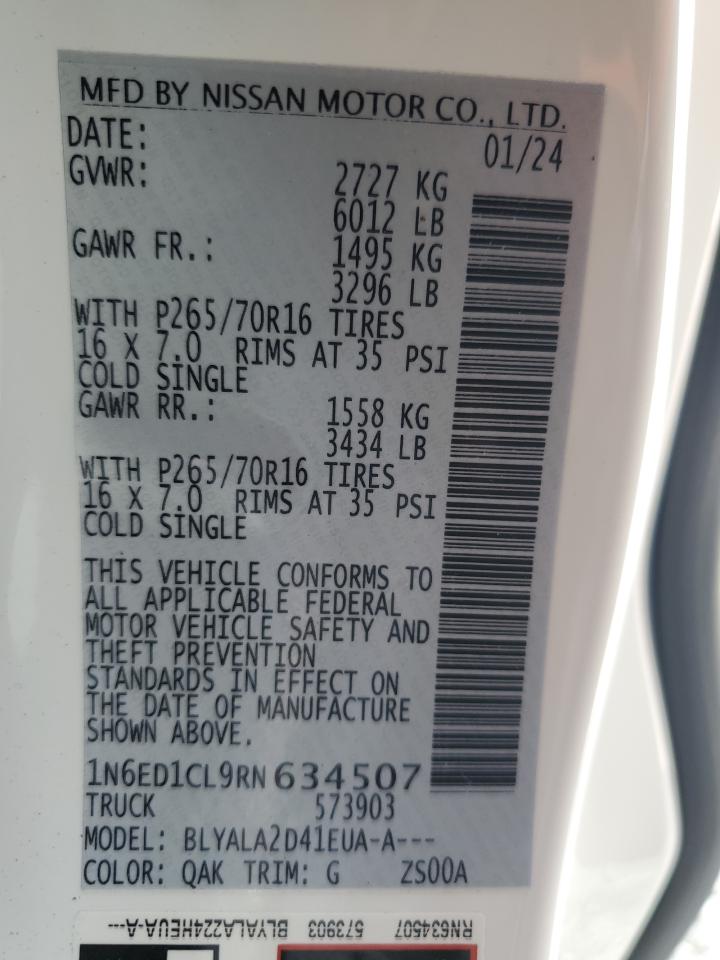 MFD BY NISSAN MOTOR CO., LTD.
DATE: 01/24
GVWR: 2727 KG
6012 LB
GAWR FR.: 1495 KG
3296 LB
WITH P265/70R16 TIRES
16 X 7.0 RIMS AT 35 PSI
COLD SINGLE
GAWR RR.: 1558 KG
3434 LB
WITH P265/70R16 TIRES
16 X 7.0 RIMS AT 35 PSI
COLD SINGLE
THIS VEHICLE CONFORMS TO
ALL APPLICABLE FEDERAL
MOTOR VEHICLE SAFETY AND
THEFT PREVENTION
STANDARDS IN EFFECT ON
THE DATE OF MANUFACTURE
SHOWN ABOVE.
1N6ED1CL9RN634507
TRUCK 573903
MODEL: BLYALA2D41EUA-A---
COLOR: QAK TRIM: G ZS00A
RN634507 573903 BLYALA224HEUA-A---